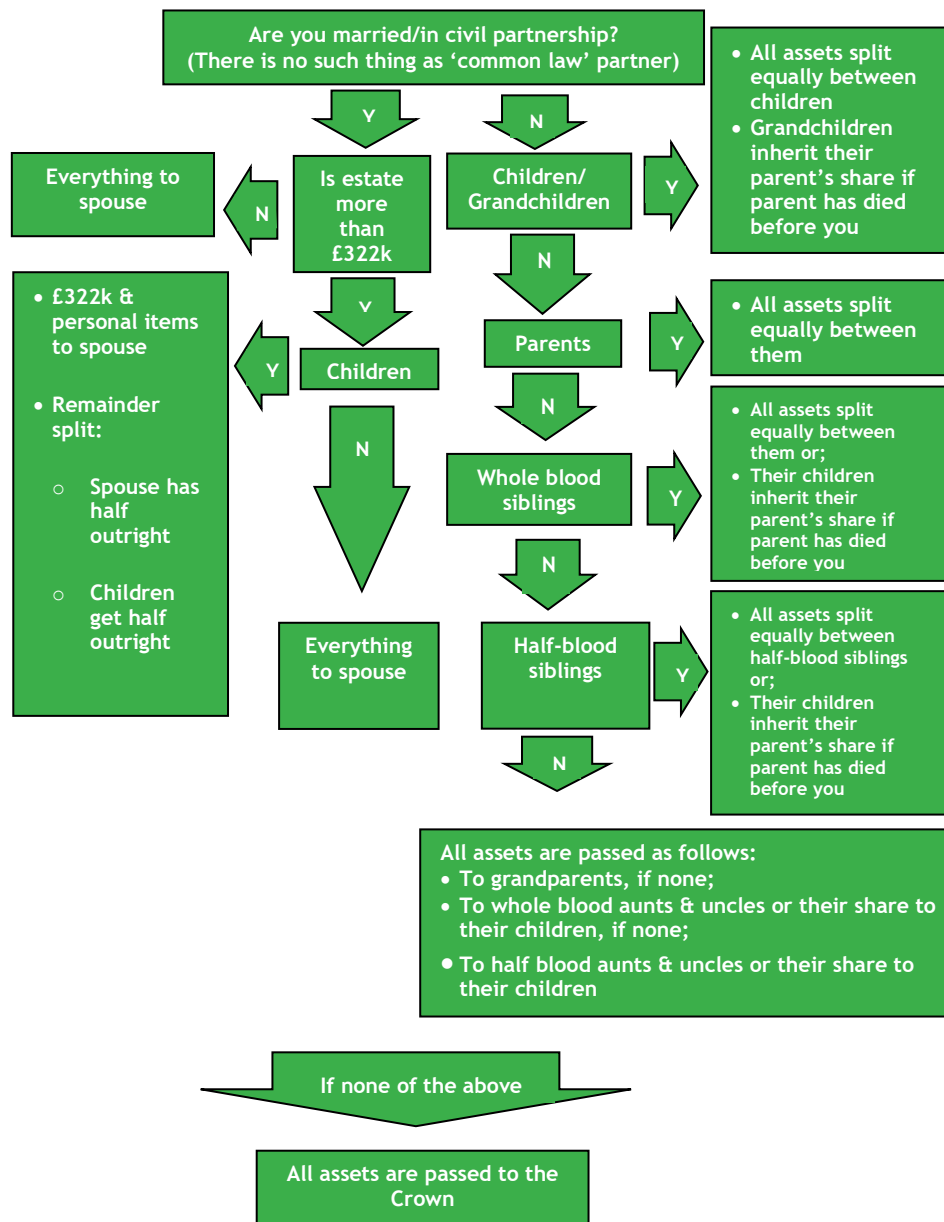 Are you married/in civil partnership?
(There is no such thing as ‘common law’ partner)
Y
N
• All assets split
equally between
children
• Grandchildren
inherit their
parent’s share if
parent has died
before you
Everything to
spouse
N
Is estate
more
than
£322k
Children/
Grandchildren
Y
Y
N
• £322k &
personal items
to spouse
• Remainder
split:
o Spouse has
half
outright
o Children
get half
outright
Y
Children
Parents
Y
• All assets split
equally between
them
N
N
Whole blood
siblings
Y
• All assets split
equally between
them or;
• Their children
inherit their
parent’s share if
parent has died
before you
N
Everything
to spouse
Half-blood
siblings
Y
• All assets split
equally between
half-blood siblings
or;
• Their children
inherit their
parent’s share if
parent has died
before you
N
All assets are passed as follows:
• To grandparents, if none;
• To whole blood aunts & uncles or their share to
their children, if none;
• To half blood aunts & uncles or their share to
their children
If none of the above
All assets are passed to the
Crown